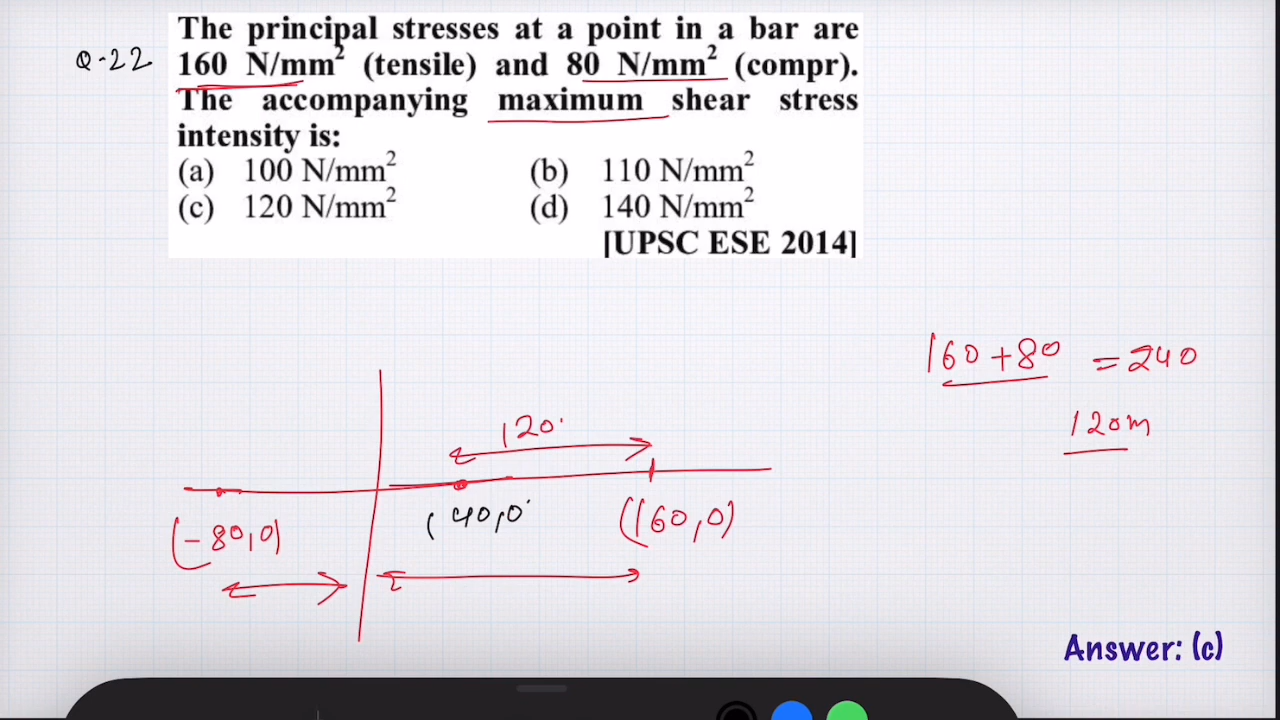 Q-22
The principal stresses at a point in a bar are
160 N/mm² (tensile) and 80 N/mm² (compr).
The accompanying maximum shear stress
intensity is:
(a) 100 N/mm² (b) 110 N/mm²
(c) 120 N/mm² (d) 140 N/mm²
[UPSC ESE 2014]
160+80 = 240
120m
120
(-80,0) (40,0 (160,0)
Answer: (c)